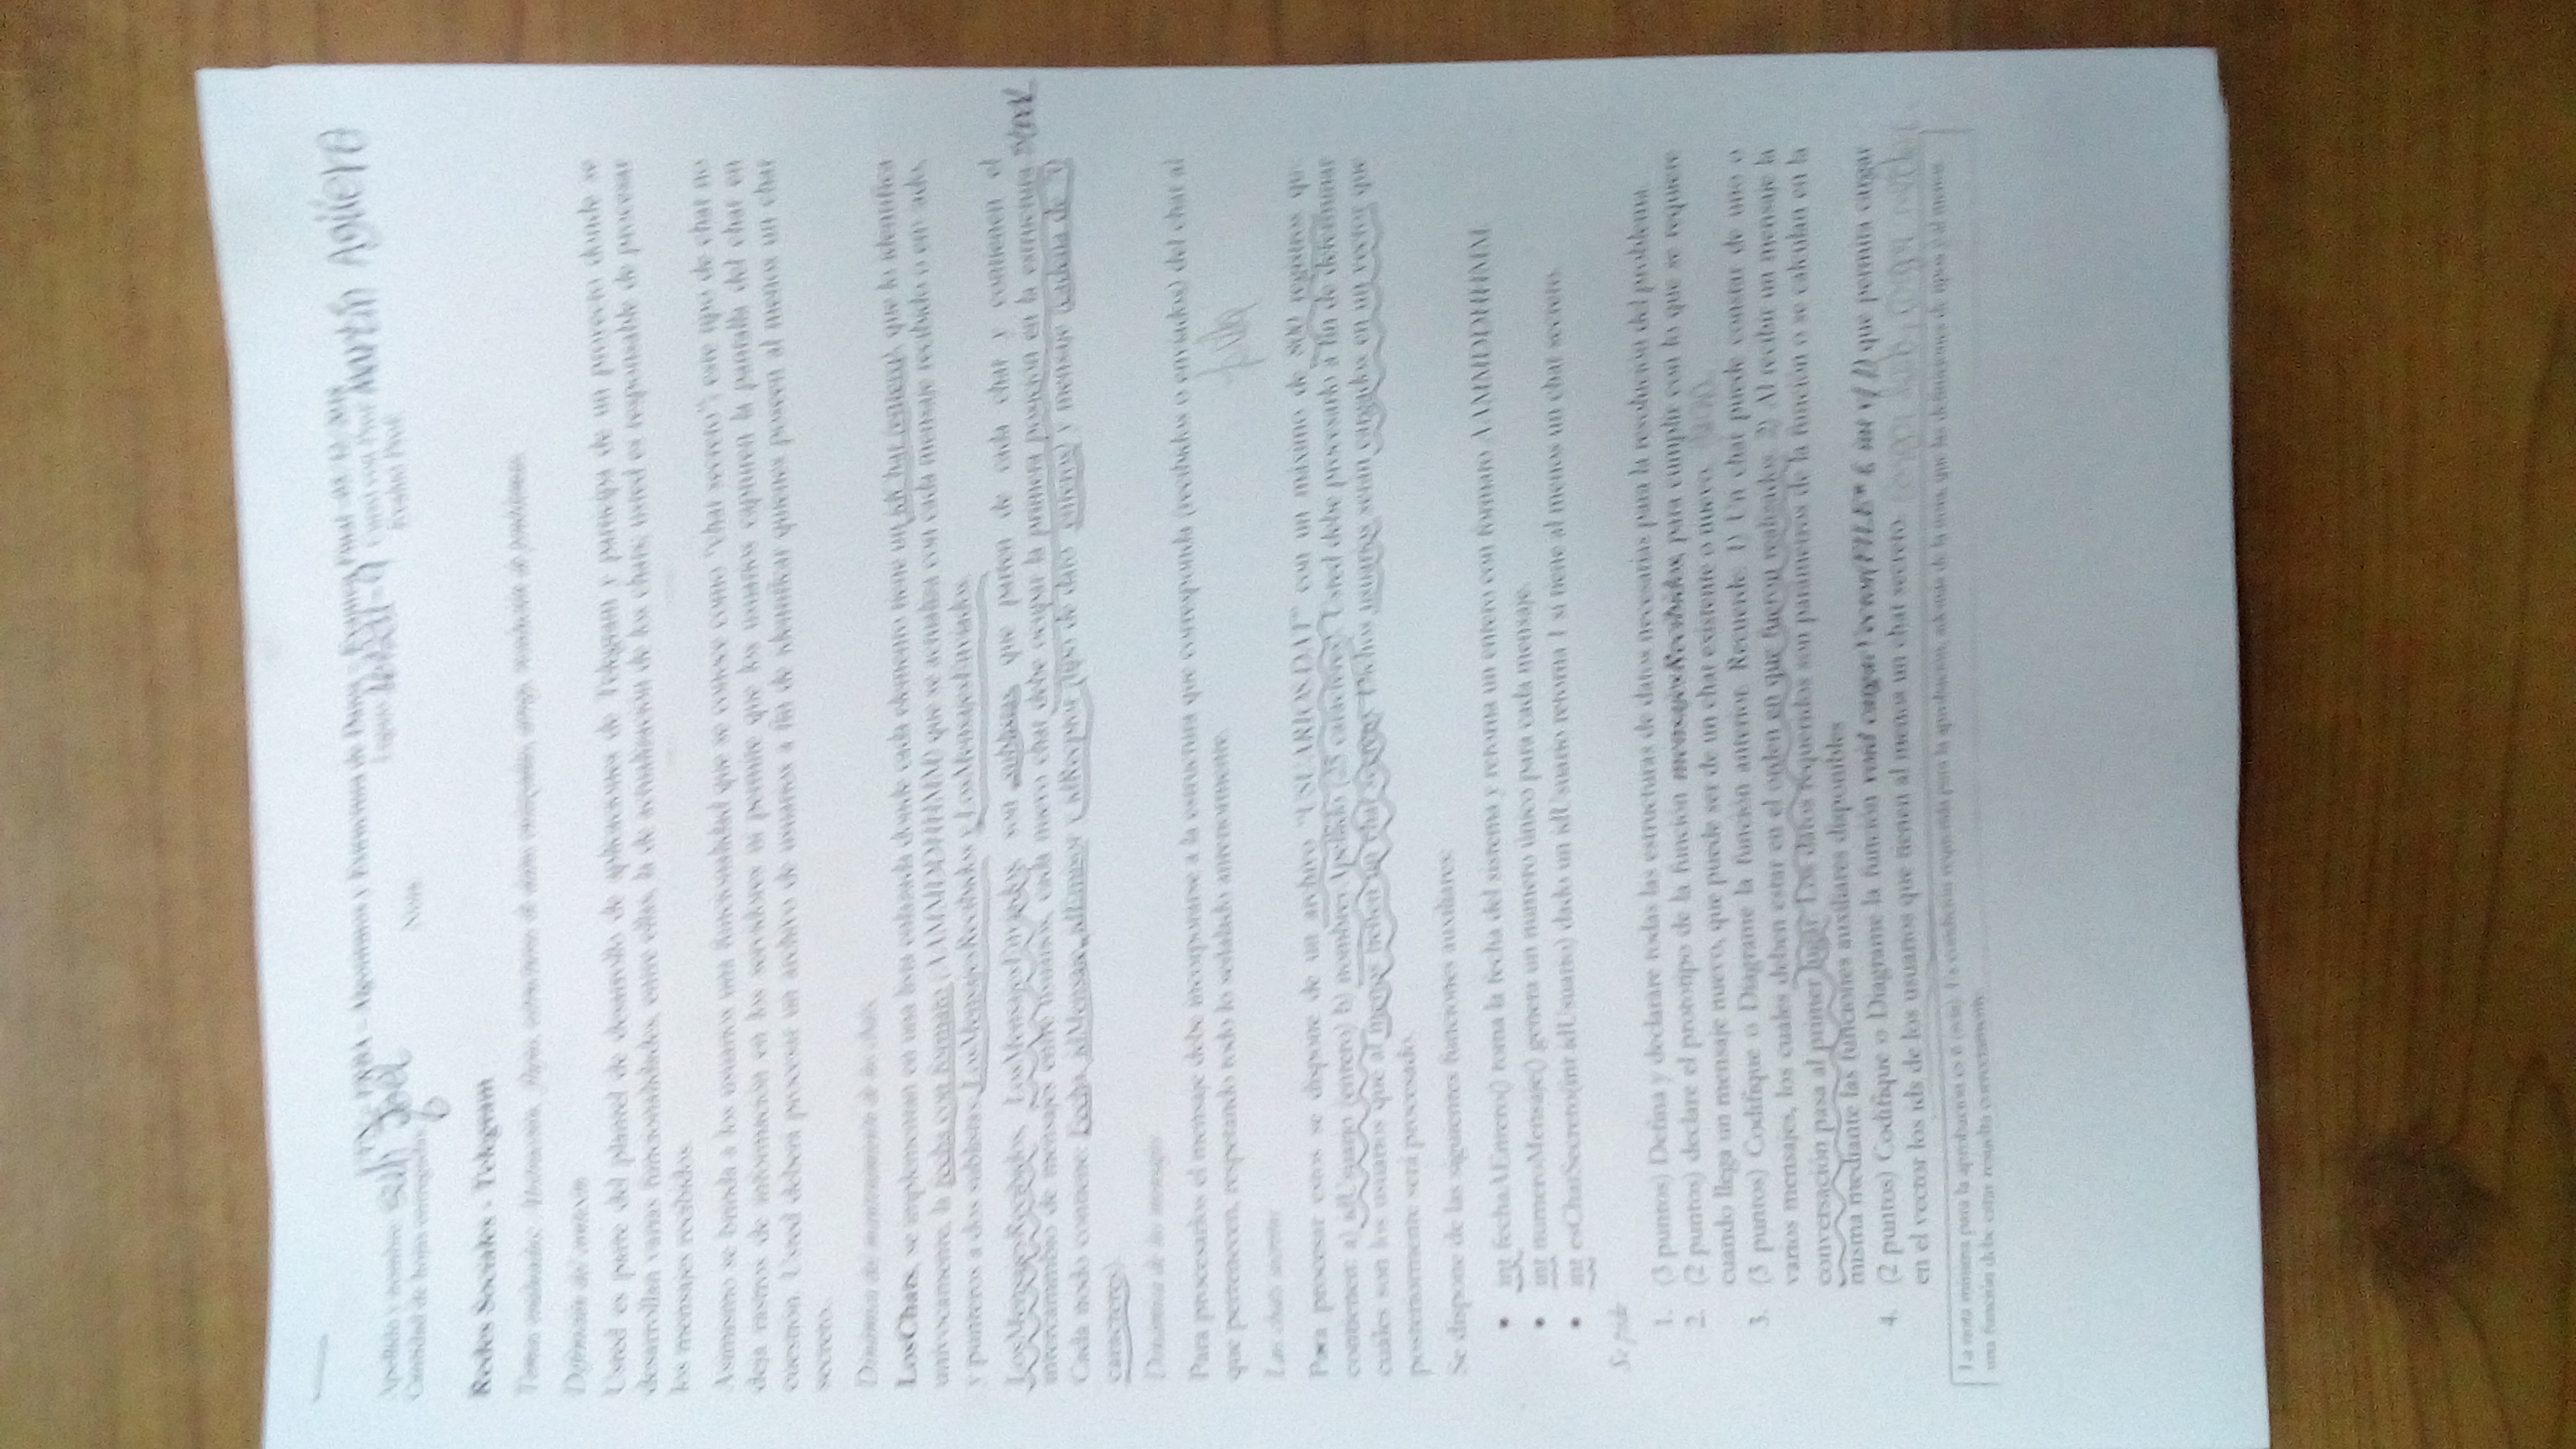 UTN - FRBA - Algoritmos y Estructura de Datos - Examen Final Martín Agüero
Apellido y nombre: Joel Legajo:
Cantidad de hojas entregadas: 6 Nota:
Redes Sociales - Telegram
Temas evaluados: Abstracción, estructuras de datos enlazadas, resolución de problemas.
Definición del contexto
Usted es parte del plantel de desarrollo de aplicaciones de Telegram y participa de un proyecto donde se
desarrollan varias funcionalidades, entre ellas, la de actualización de los chats; usted es responsable de procesar
los mensajes recibidos.
Asimismo se brinda a los usuarios una funcionalidad que se conoce como "chat secreto"; este tipo de chat no
deja rastros de información en los servidores ni permite que los usuarios capturen la pantalla del chat en
cuestión. Usted deberá procesar un archivo de usuarios a fin de identificar quienes poseen al menos un chat
secreto.
Dinámica del mantenimiento de los chats
LosChats, se implementan en una lista enlazada donde cada elemento tiene un idChat (entero), que lo identifica
unívocamente, la fecha con formato (AAMMDDHHMM) que se actualiza con cada mensaje recibido o enviado,
y punteros a dos sublistas: LosMensajesRecibidos y LosMensajesEnviados.
LosMensajesRecibidos, LosMensajesEnviados, son sublistas, que parten de cada chat y contienen el
intercammbio de mensajes entre usuarios, cada nuevo chat debe ocupar la primera posición en la estructura.
Cada nodo contiene: Fecha, idMensaje, idEmisor y idReceptor (tipo de dato enteros) y mensaje (cadena de
caracteres).
Dinámica de los mensajes
Para procesarlos el mensaje debe incorporarse a la estructura que corresponda (recibidos o enviados) del chat al
que pertenecen, respetando todo lo señalado anteriormente.
Los chats secretos
Para procesar estos se dispone de un archivo "USUARIOS.DAT" con un máximo de 800 registros que
contienen: a) idUsuario (entero) b) nombreyApellido (25 caracteres). Usted debe procesarlo a fin de determinar
cuales son los usuarios que al menos tienen un chat secreto. Dichos usuarios serán cargados en un vector que
posteriormente será procesado.
Se dispone de las siguientes funciones auxiliares:
• int fechaAEntero() toma la fecha del sistema y retorna un entero con formato AAMMDDHHMM.
• int numeroMensaje() genera un numero único para cada mensaje.
• int esChatSecreto(int idUsuario) dado un idUsuario retorna 1 si tiene al menos un chat secreto.
Se pide
1. (3 puntos) Defina y declarare todas las estructuras de datos necesarias para la resolución del problema.
2. (2 puntos) declare el prototipo de la función mensajesRecibidos, para cumplir con lo que se requiere
cuando llega un mensaje nuevo, que puede ser de un chat existente o nuevo.
3. (3 puntos) Codifique o Diagrame la función anterior. Recuerde: 1) Un chat puede constar de uno o
varios mensajes, los cuales deben estar en el orden en que fueron realizados. 2) Al recibir un mensaje la
conversación pasa al primer lugar. Los datos requeridos son parámetros de la función o se calculan en la
misma mediante las funciones auxiliares disponibles
4. (2 puntos) Codifique o Diagrame la función void cargarVector(FILE* f, int v[ ]) que permita cargar
en el vector los ids de los usuarios que tienen al menos un chat secreto.
La nota mínima para la aprobación es 6 (seis). Es condición requerida para la aprobación, además de la nota, que las definiciones de tipos y al menos
una función debe estar resuelta correctamente.